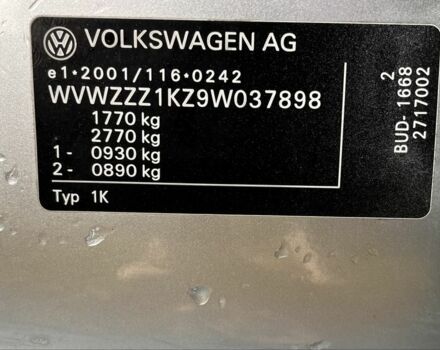 VOLKSWAGEN AG
e1*2001/116*0242
WVWZZZ1KZ9W037898
1770 kg
2770 kg
1- 0930 kg
2- 0890 kg
Typ 1K
2
BUD-1668
2717002